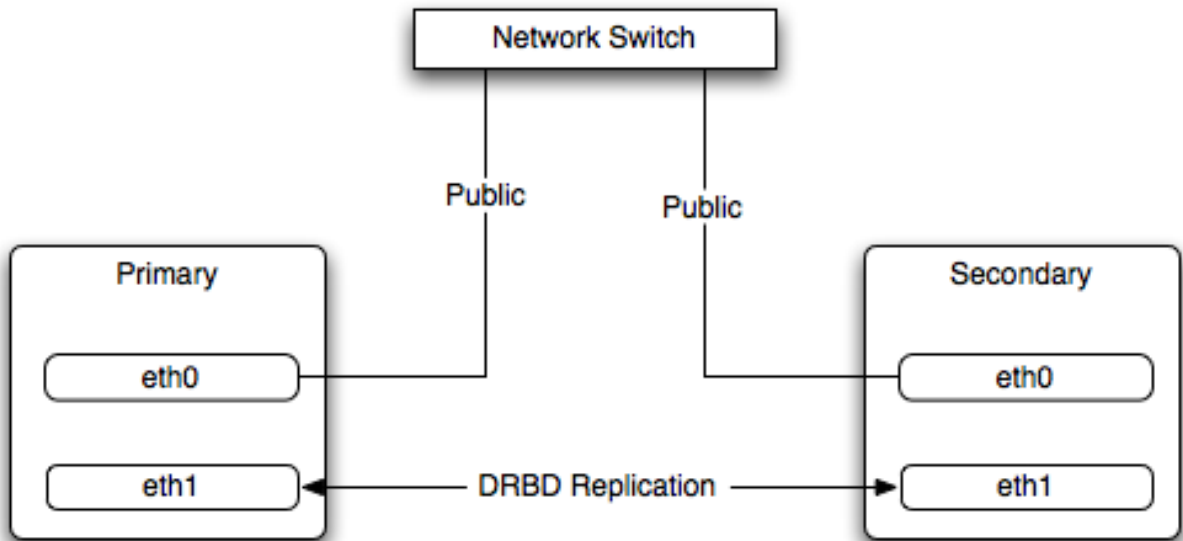 Network Switch
Public
Public
Primary
Secondary
eth0
eth0
eth1
DRBD Replication
eth1